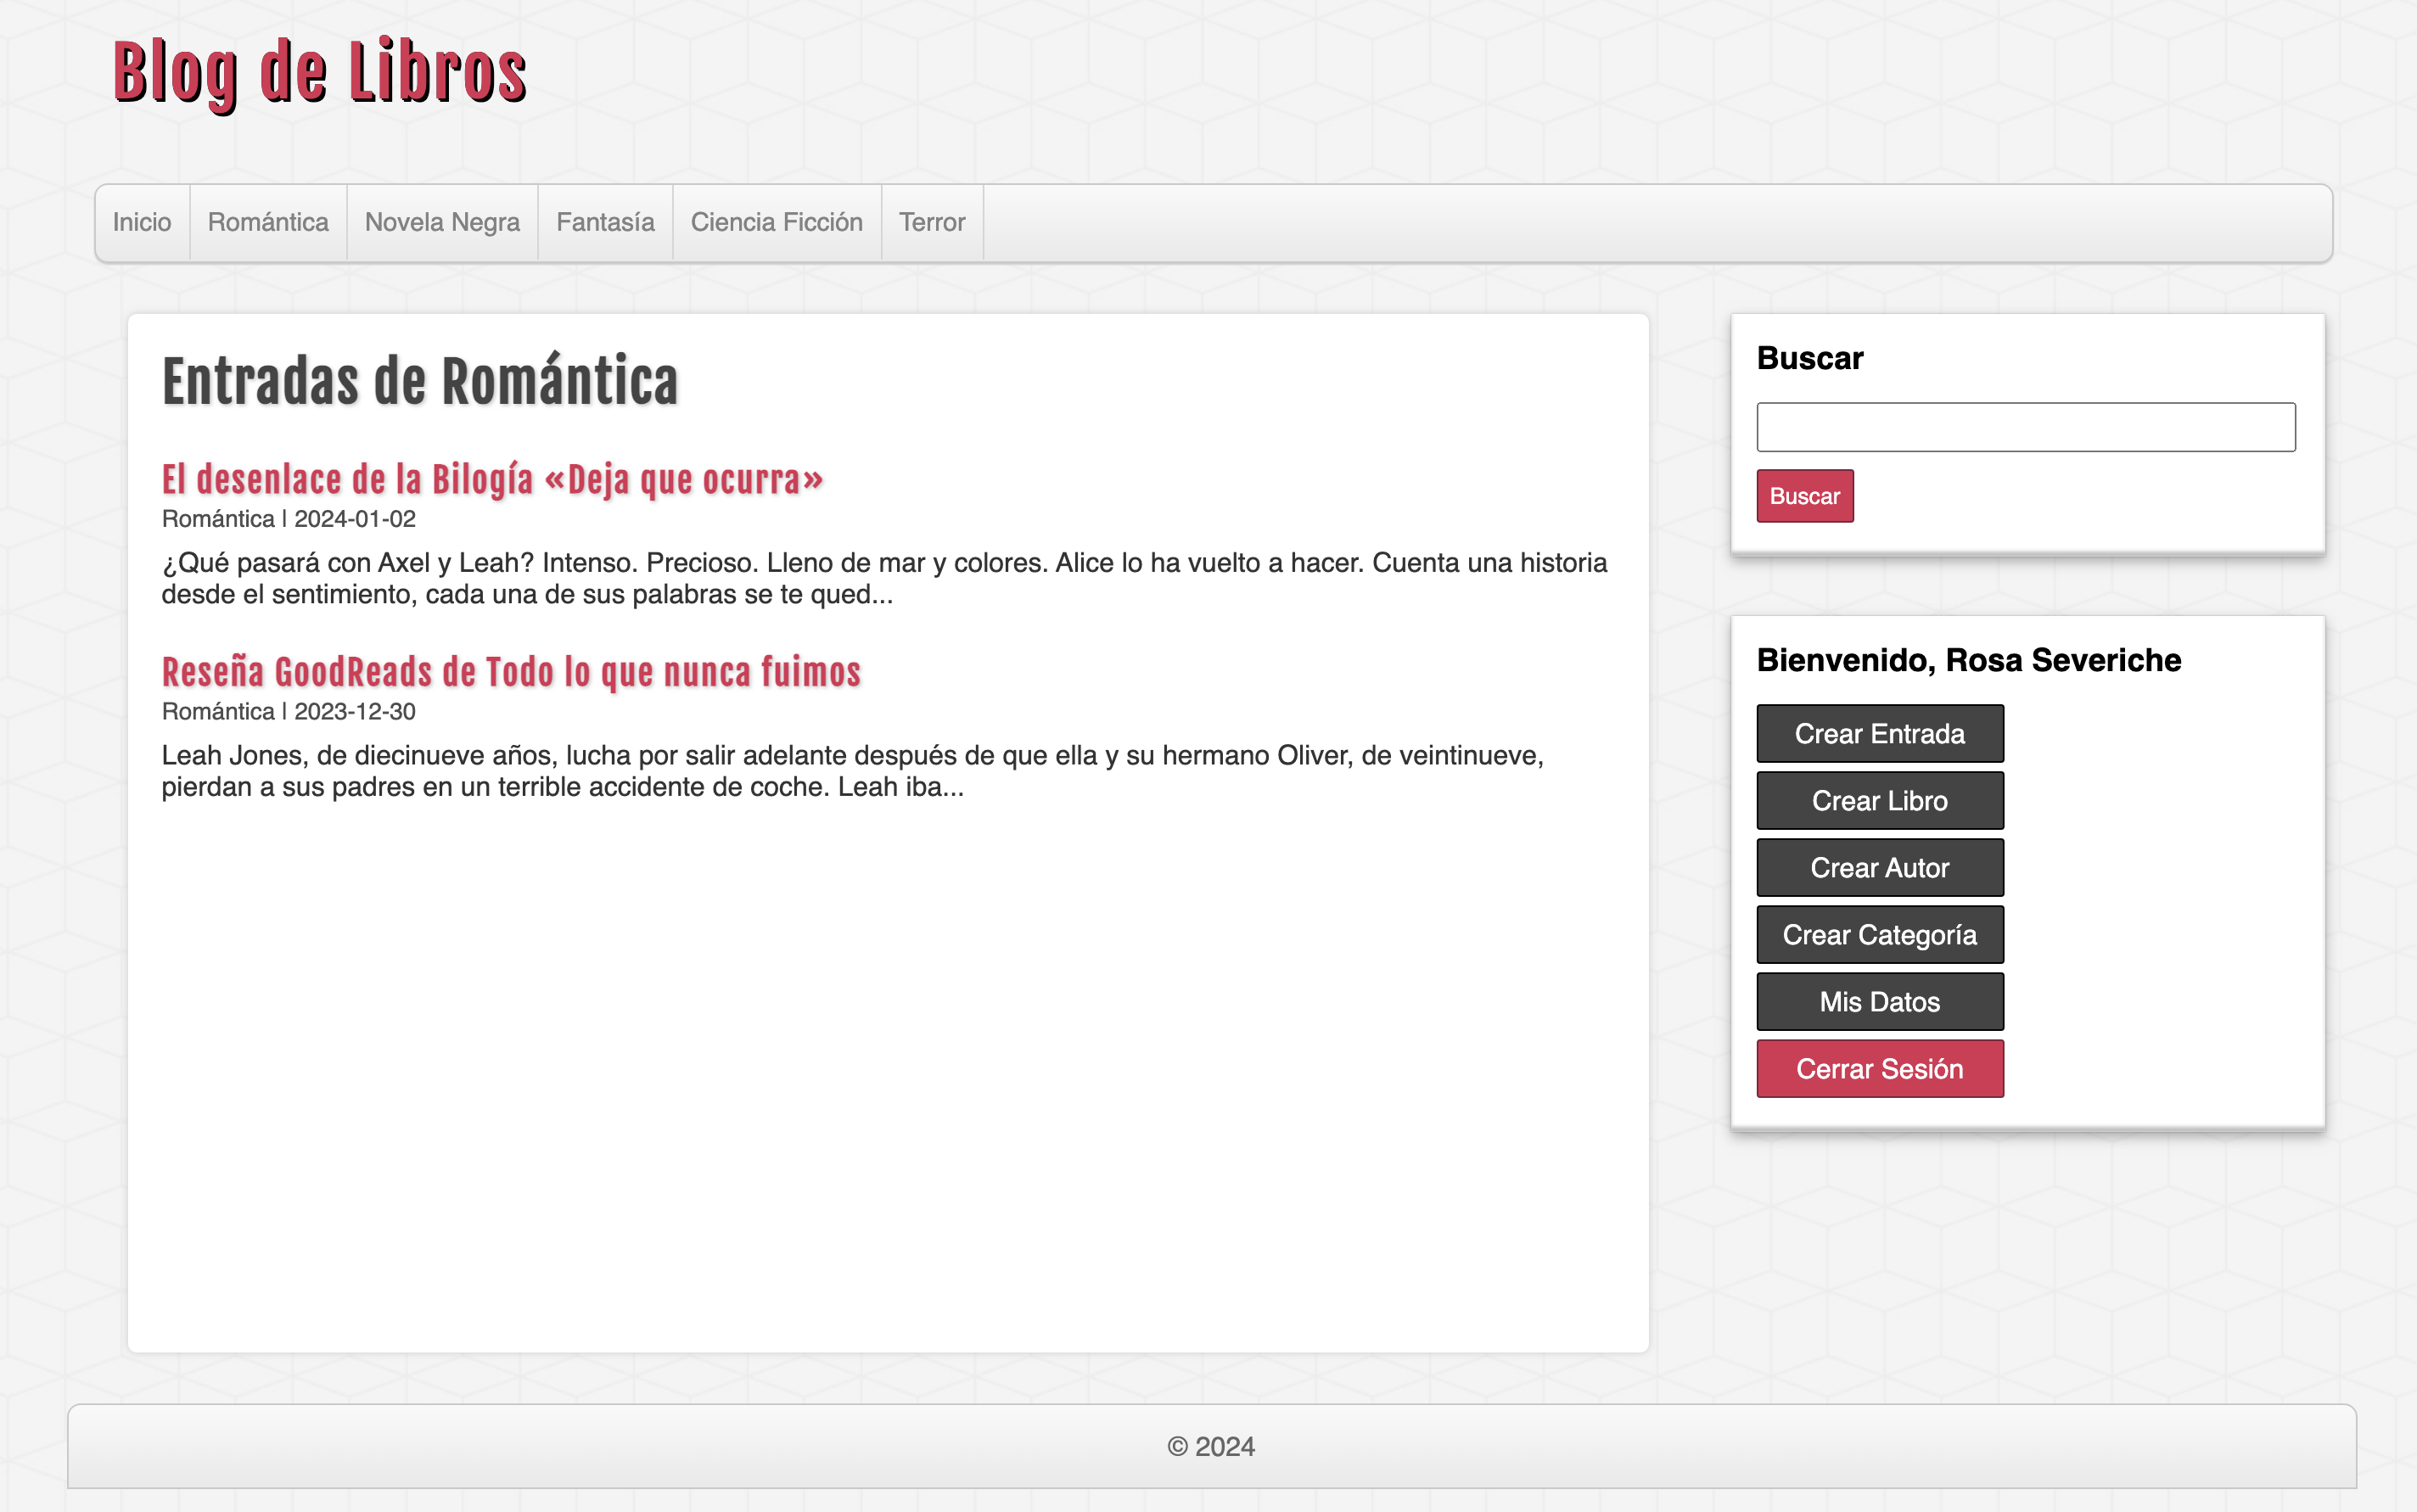 Blog de Libros
Inicio
Romántica
Novela Negra
Fantasía
Ciencia Ficción
Terror
Entradas de Romántica
El desenlace de la Bilogía «Deja que ocurra»
Romántica | 2024-01-02
¿Qué pasará con Axel y Leah? Intenso. Precioso. Lleno de mar y colores. Alice lo ha vuelto a hacer. Cuenta una historia
desde el sentimiento, cada una de sus palabras se te qued...
Reseña GoodReads de Todo lo que nunca fuimos
Romántica | 2023-12-30
Leah Jones, de diecinueve años, lucha por salir adelante después de que ella y su hermano Oliver, de veintinueve,
pierdan a sus padres en un terrible accidente de coche. Leah iba...
Buscar
Buscar
Bienvenido, Rosa Severiche
Crear Entrada
Crear Libro
Crear Autor
Crear Categoría
Mis Datos
Cerrar Sesión
© 2024